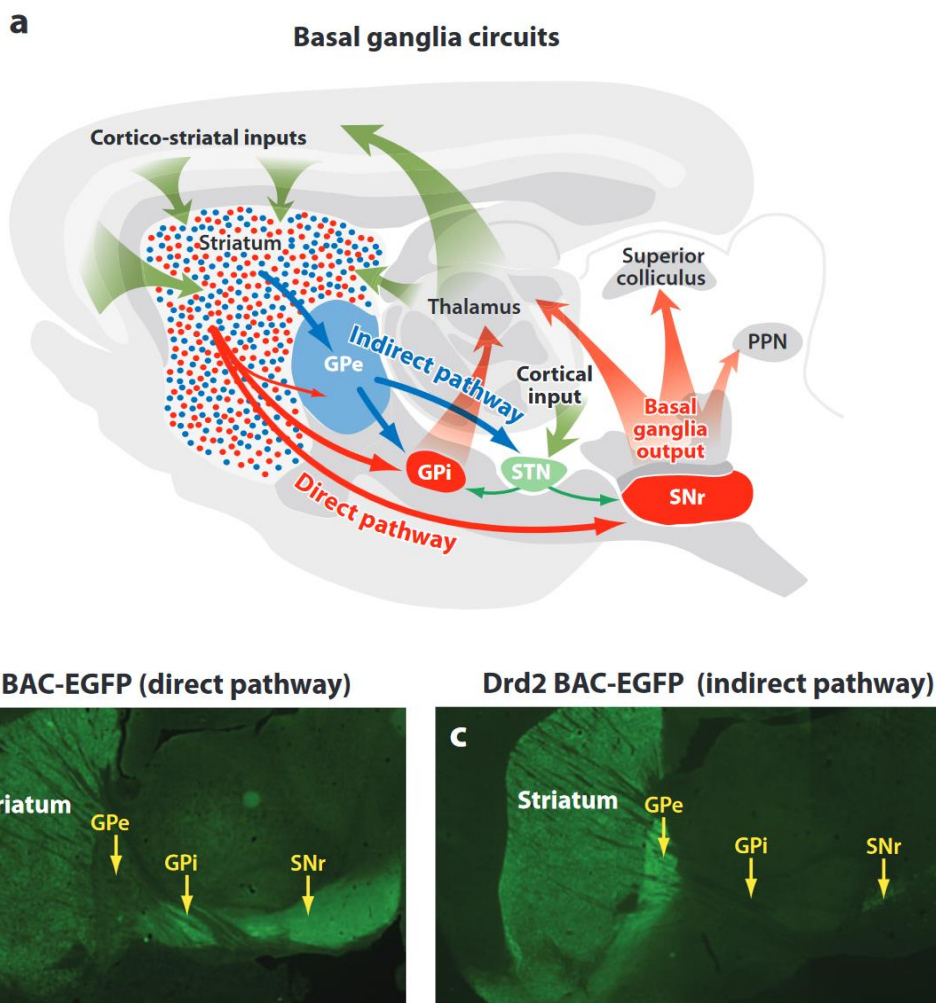 a
Basal ganglia circuits
Cortico-striatal inputs
Striatum
Superior
colliculus
Thalamus
PPN
GPe
Indirect pathway
Cortical
input
Basal
ganglia
output
GPi
STN
SNr
Direct pathway
BAC-EGFP (direct pathway)
Drd2 BAC-EGFP (indirect pathway)
riatum
GPe
GPi
SNr
c
Striatum
GPe
GPi
SNr